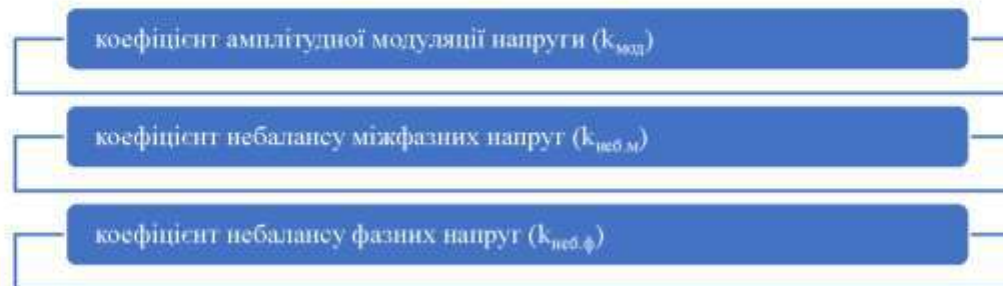 коефіцієнт амплітудної модуляції напруги (kмод)
коефіцієнт небалансу міжфазних напруг (kнеб.м)
коефіцієнт небалансу фазних напруг (kнеб.ф)